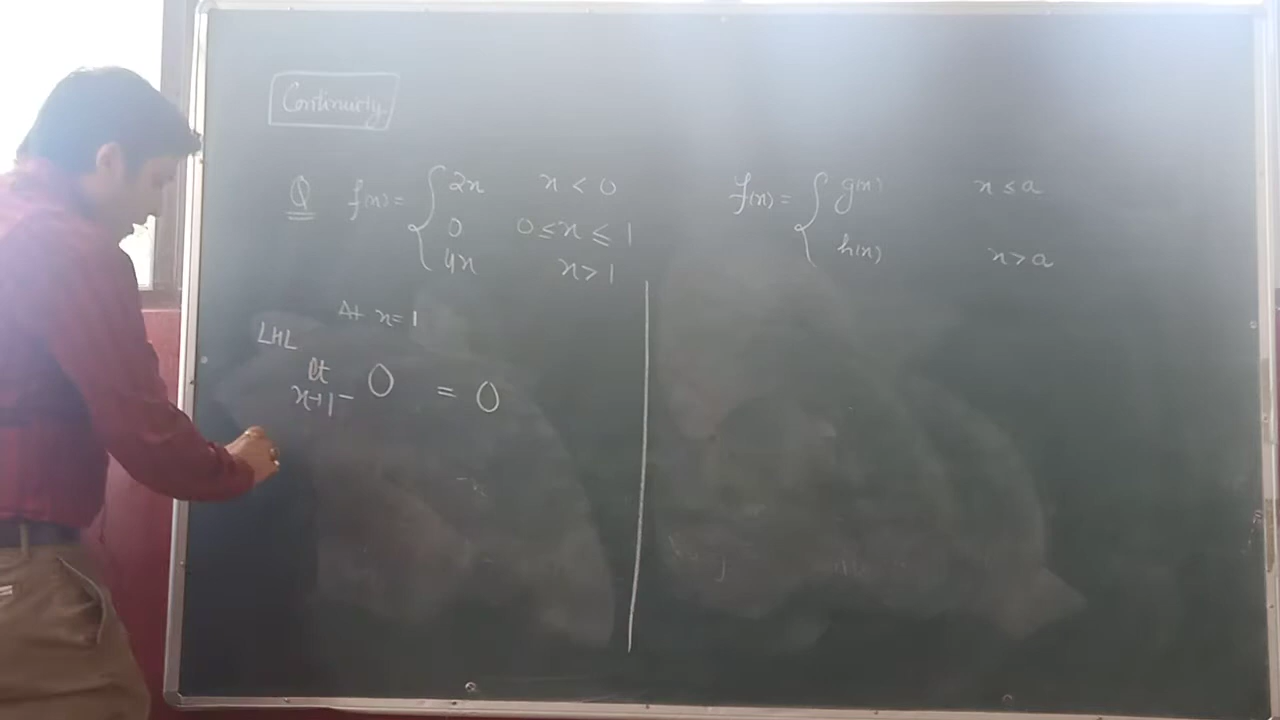 Continuity.
Q f(x) = { 2x x < 0
0 0 ≤ x ≤ 1
4x x > 1
f(x) = { g(x) x ≤ a
h(x) x > a
At x = 1
LHL
lt 0 = 0
x→1⁻